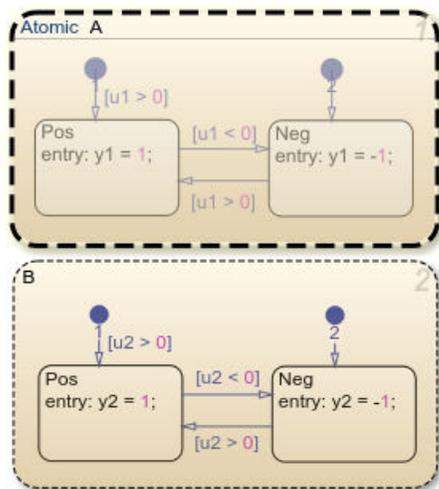 Atomic A 1
1 [u1 > 0] 2
Pos
entry: y1 = 1;
[u1 < 0]
[u1 > 0]
Neg
entry: y1 = -1;
B 2
1 [u2 > 0] 2
Pos
entry: y2 = 1;
[u2 < 0]
[u2 > 0]
Neg
entry: y2 = -1;